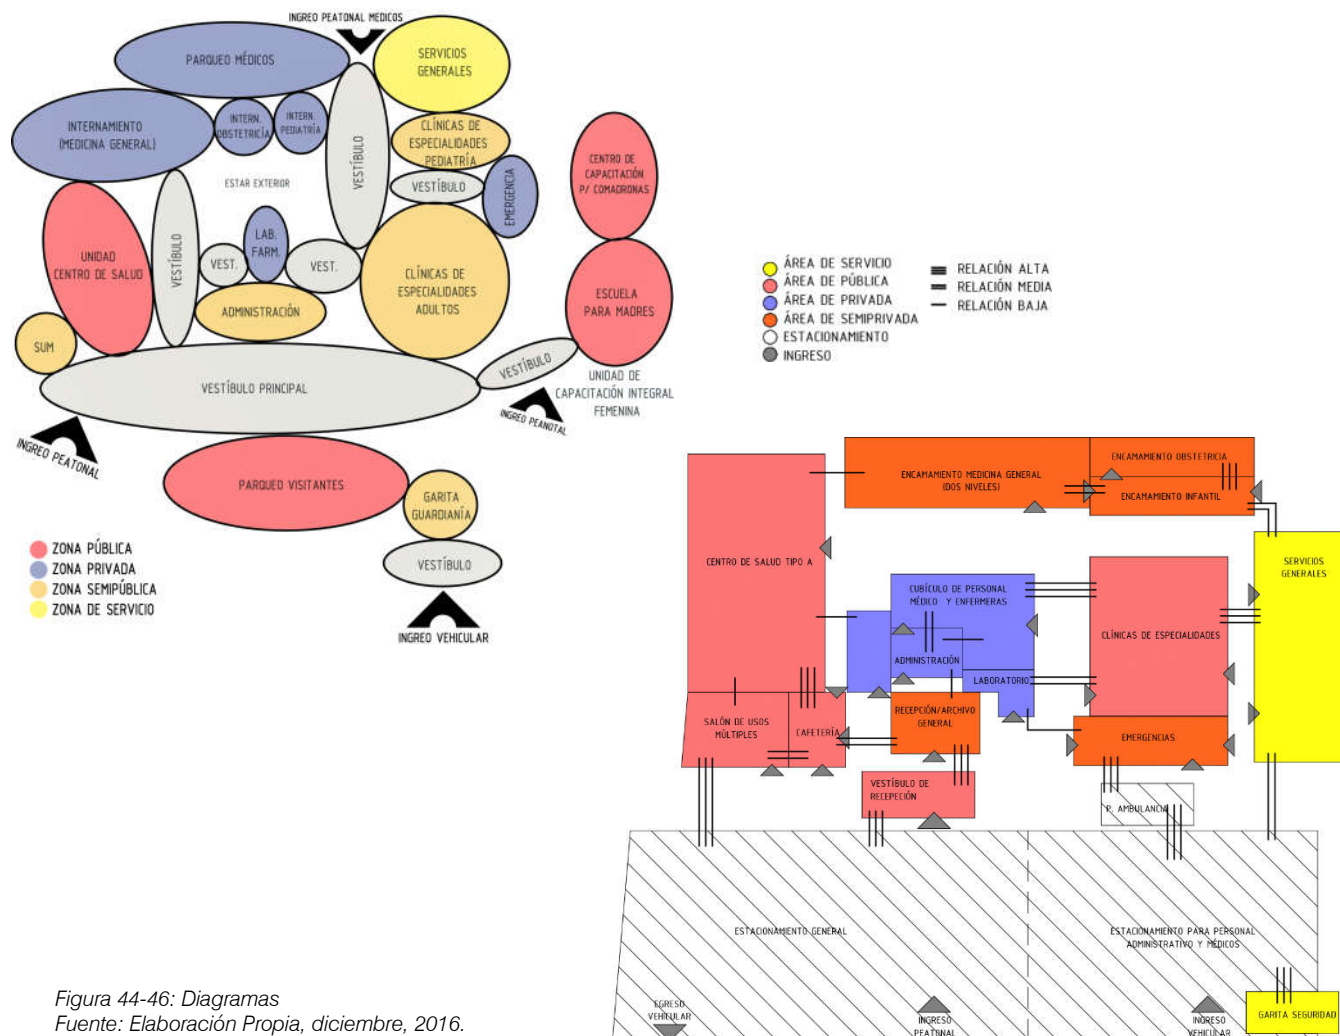 INGREO PEATONAL MEDICOS
PARQUEO MÉDICOS
SERVICIOS
GENERALES
INTERNAMIENTO
(MEDICINA GENERAL)
INTERN.
OBSTETRICÍA
INTERN.
PEDIATRÍA
VESTÍBULO
CLÍNICAS DE
ESPECIALIDADES
PEDIATRÍA
VESTÍBULO
EMERGENCIA
CENTRO DE
CAPACITACIÓN
P/ COMADRONAS
ESTAR EXTERIOR
UNIDAD
CENTRO DE SALUD
VESTÍBULO
VEST.
LAB.
FARM.
VEST.
CLÍNICAS DE
ESPECIALIDADES
ADULTOS
ESCUELA
PARA MADRES
ADMINISTRACIÓN
SUM
VESTÍBULO PRINCIPAL
VESTÍBULO
UNIDAD DE
CAPACITACIÓN INTEGRAL
FEMENINA
INGREO PEANOTAL
INGREO PEATONAL
PARQUEO VISITANTES
GARITA
GUARDIANÍA
VESTÍBULO
INGREO VEHICULAR
ZONA PÚBLICA
ZONA PRIVADA
ZONA SEMIPÚBLICA
ZONA DE SERVICIO
ÁREA DE SERVICIO
ÁREA DE PÚBLICA
ÁREA DE PRIVADA
ÁREA DE SEMIPRIVADA
ESTACIONAMIENTO
INGRESO
RELACIÓN ALTA
RELACIÓN MEDIA
RELACIÓN BAJA
ENCAMAMIENTO MEDICINA GENERAL
(DOS NIVELES)
ENCAMAMIENTO OBSTETRICIA
ENCAMAMIENTO INFANTIL
CENTRO DE SALUD TIPO A
SERVICIOS
GENERALES
CUBÍCULO DE PERSONAL
MÉDICO Y ENFERMERAS
CLÍNICAS DE ESPECIALIDADES
ADMINISTRACIÓN
LABORATORIO
SALÓN DE USOS
MÚLTIPLES
CAFETERÍA
RECEPCIÓN/ARCHIVO
GENERAL
EMERGENCIAS
VESTÍBULO DE
RECEPCIÓN
P. AMBULANCIA
ESTACIONAMIENTO GENERAL
ESTACIONAMIENTO PARA PERSONAL
ADMINISTRATIVO Y MÉDICOS
EGRESO
VEHICULAR
INGRESO
PEATONAL
INGRESO
VEHICULAR
GARITA SEGURIDAD
Figura 44-46: Diagramas
Fuente: Elaboración Propia, diciembre, 2016.